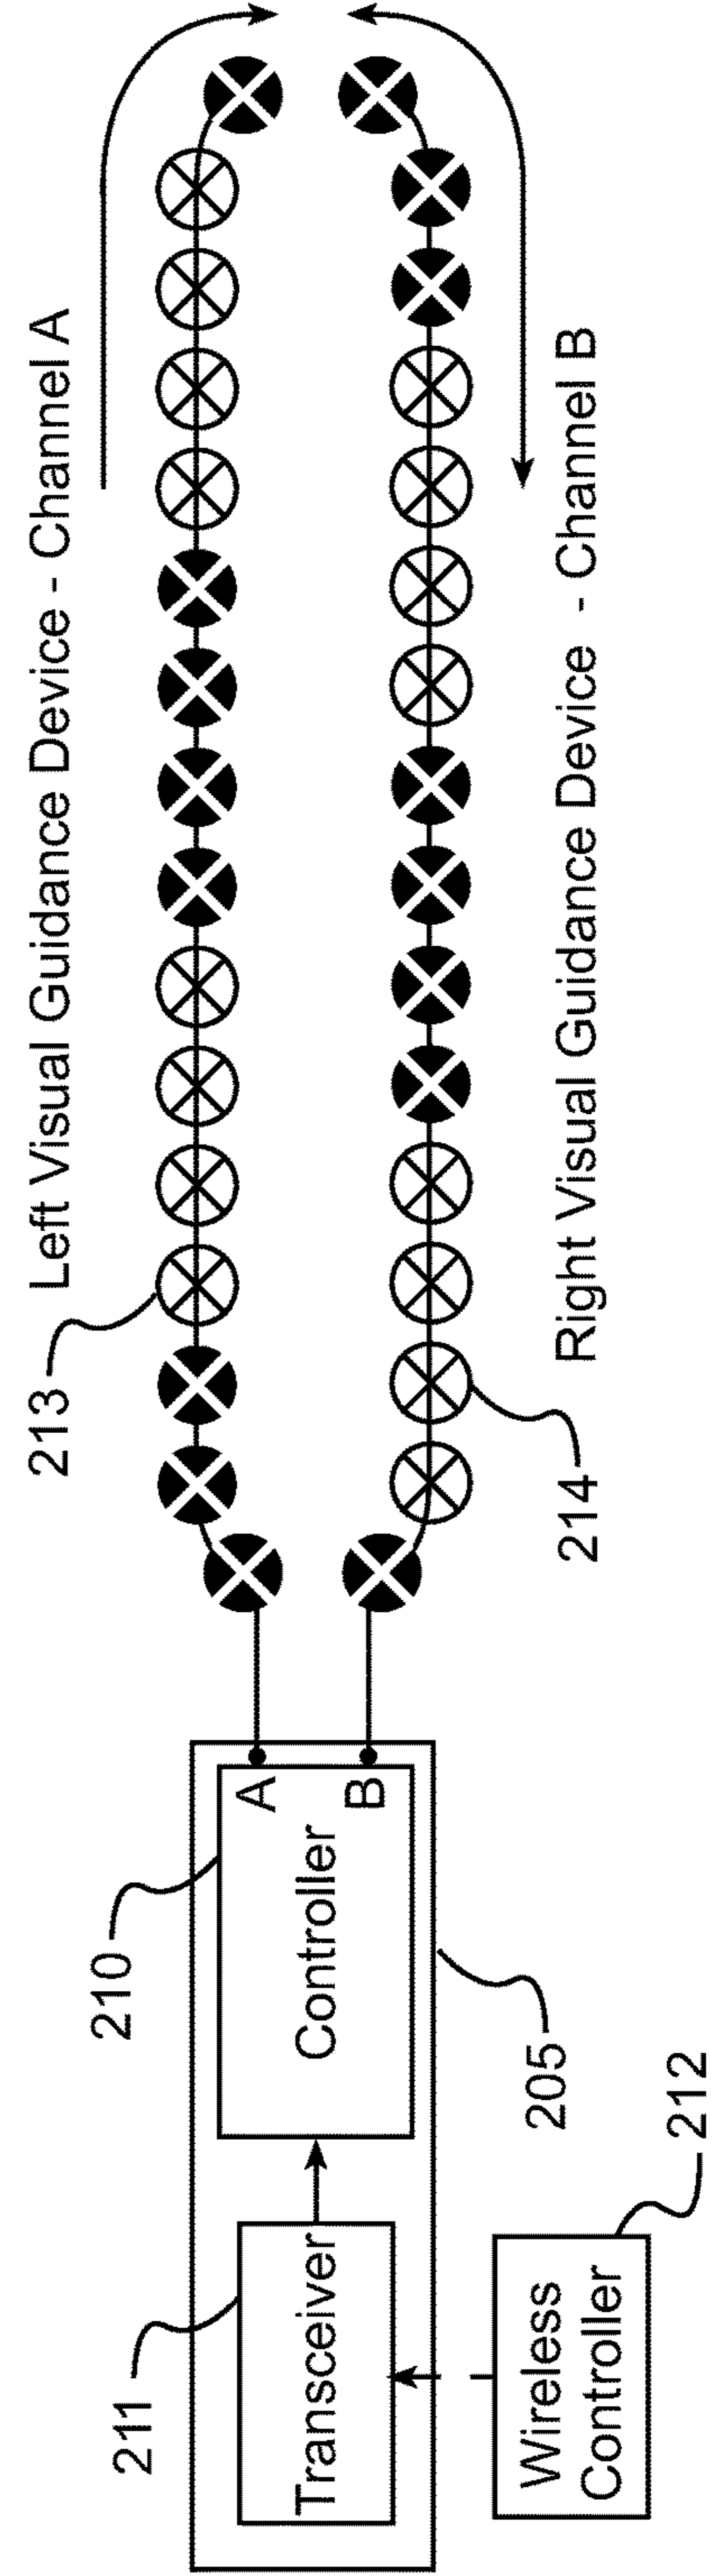 Left Visual Guidance Device - Channel A
213
210
211
Transceiver
Controller
A
B
205
Wireless
Controller
212
214
Right Visual Guidance Device - Channel B